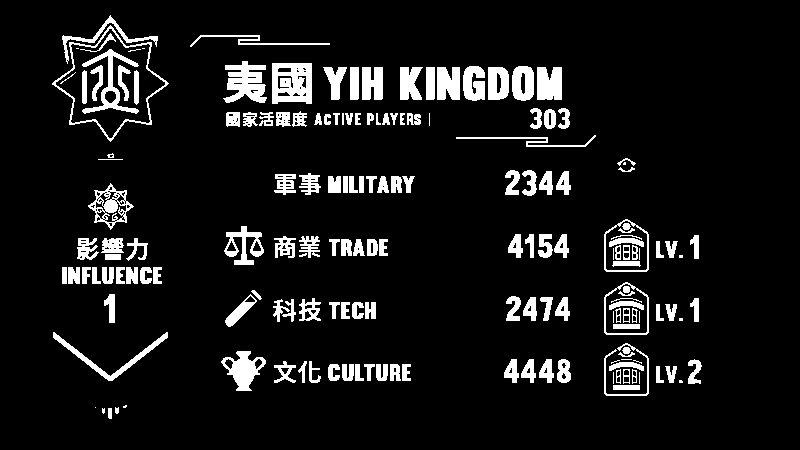 夷國 YIH KINGDOM
國家活躍度 ACTIVE PLAYERS | 303
影響力
INFLUENCE
1
軍事 MILITARY 2344
商業 TRADE 4154 LV.1
科技 TECH 2474 LV.1
文化 CULTURE 4448 LV.2